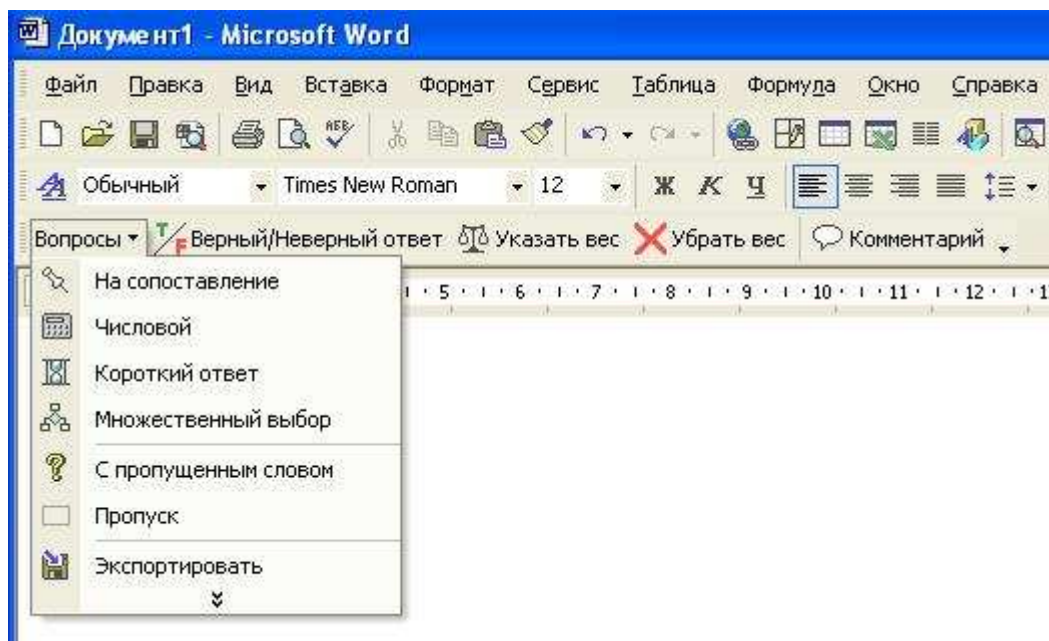 Документ1 - Microsoft Word
Файл Правка Вид Вставка Формат Сервис Таблица Формула Окно Справка
Обычный Times New Roman 12 Ж К Ч
Вопросы T/F Верный/Неверный ответ Указать вес Убрать вес Комментарий
На сопоставление
5 6 7 8 9 10 11 12 1
Числовой
Короткий ответ
Множественный выбор
С пропущенным словом
Пропуск
Экспортировать